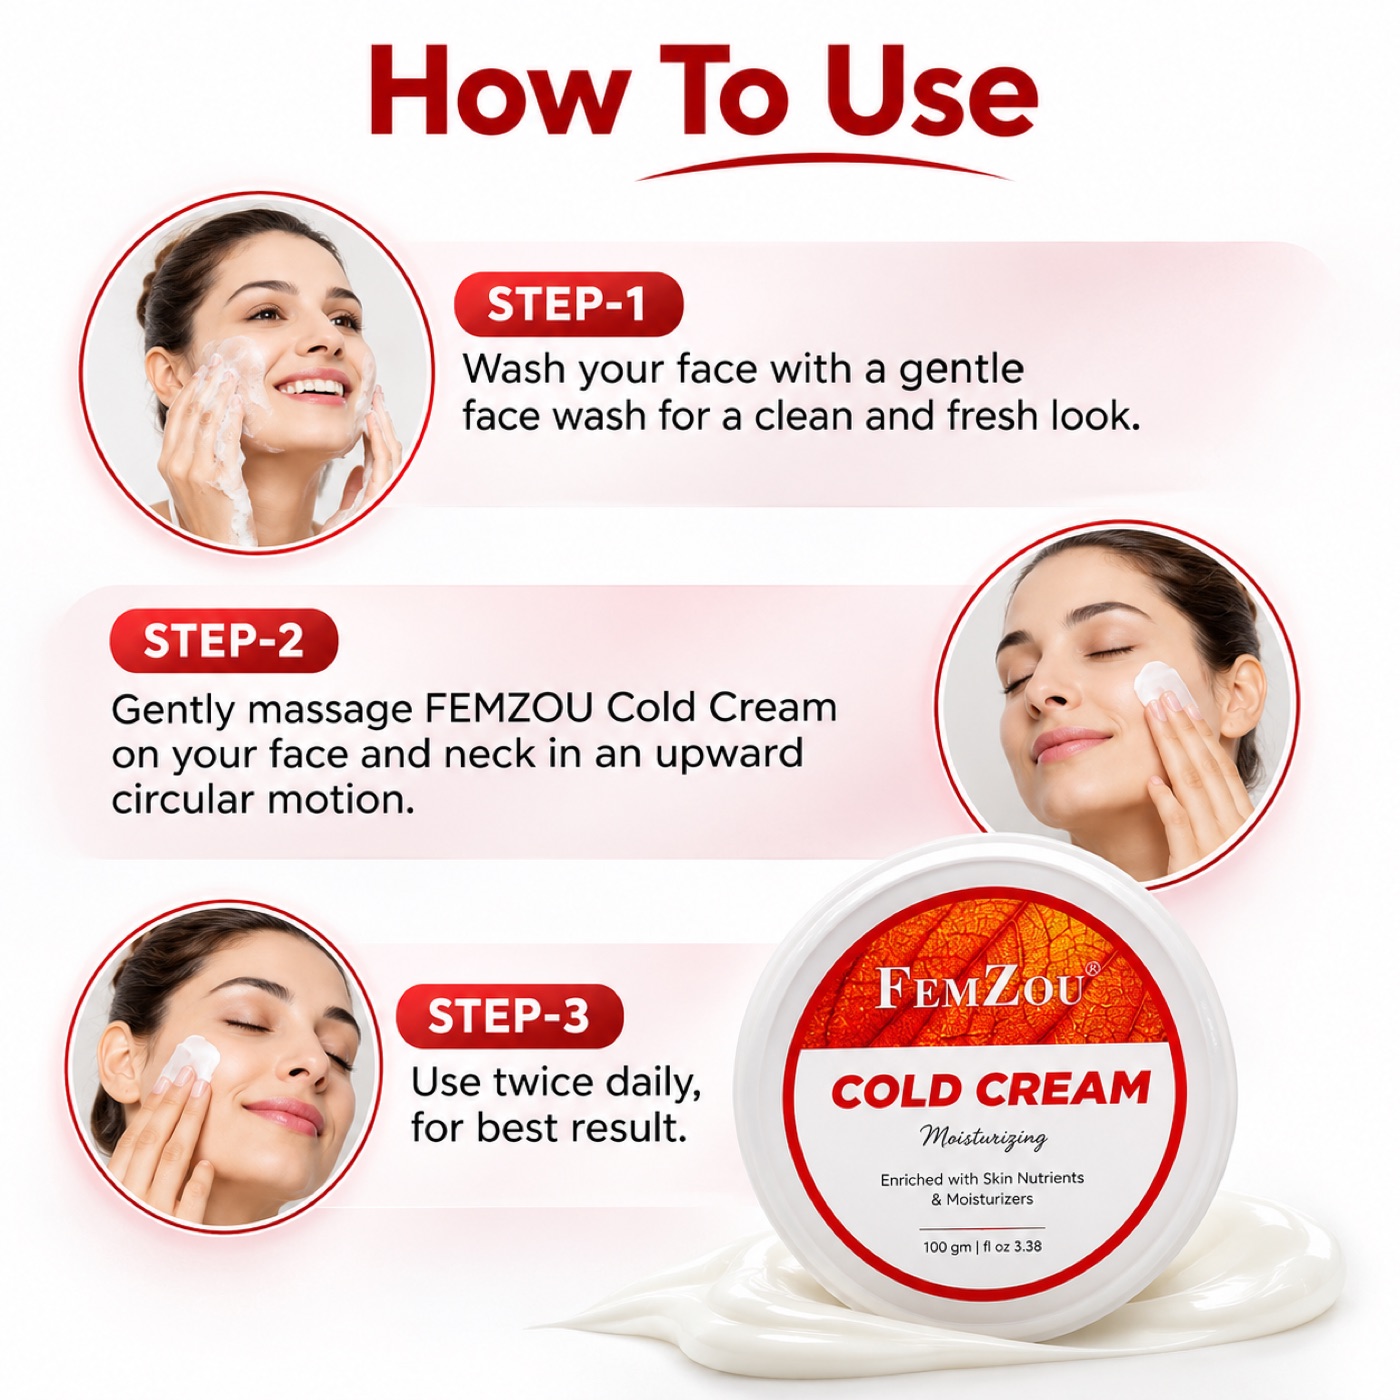 How To Use
STEP-1
Wash your face with a gentle
face wash for a clean and fresh look.
STEP-2
Gently massage FEMZOU Cold Cream
on your face and neck in an upward
circular motion.
STEP-3
Use twice daily,
for best result.
FEMZOU®
COLD CREAM
Moisturizing
Enriched with Skin Nutrients
& Moisturizers
100 gm | fl oz 3.38